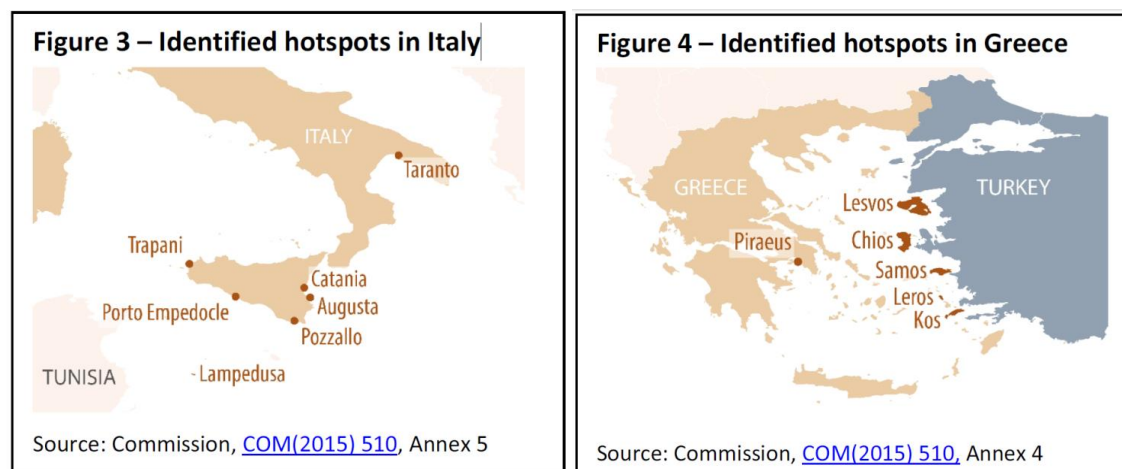 Figure 3 – Identified hotspots in Italy
ITALY
Taranto
Trapani
Catania
Porto Empedocle
Augusta
Pozzallo
TUNISIA
Lampedusa
Source: Commission, COM(2015) 510, Annex 5
Figure 4 – Identified hotspots in Greece
GREECE
TURKEY
Lesvos
Piraeus
Chios
Samos
Leros
Kos
Source: Commission, COM(2015) 510, Annex 4